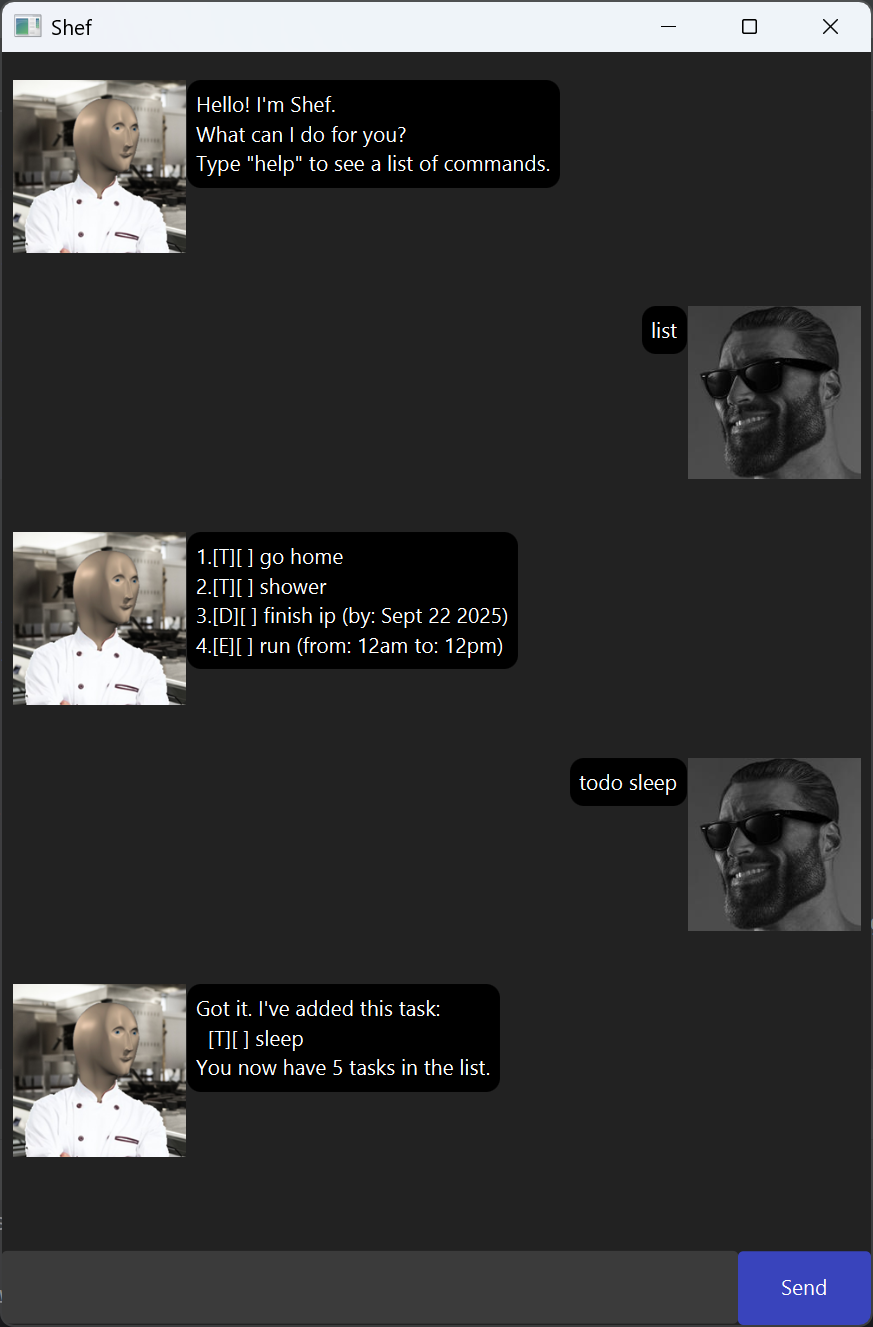 Shef
Hello! I'm Shef.
What can I do for you?
Type "help" to see a list of commands.
list
1.[T][ ] go home
2.[T][ ] shower
3.[D][ ] finish ip (by: Sept 22 2025)
4.[E][ ] run (from: 12am to: 12pm)
todo sleep
Got it. I've added this task:
  [T][ ] sleep
You now have 5 tasks in the list.
Send